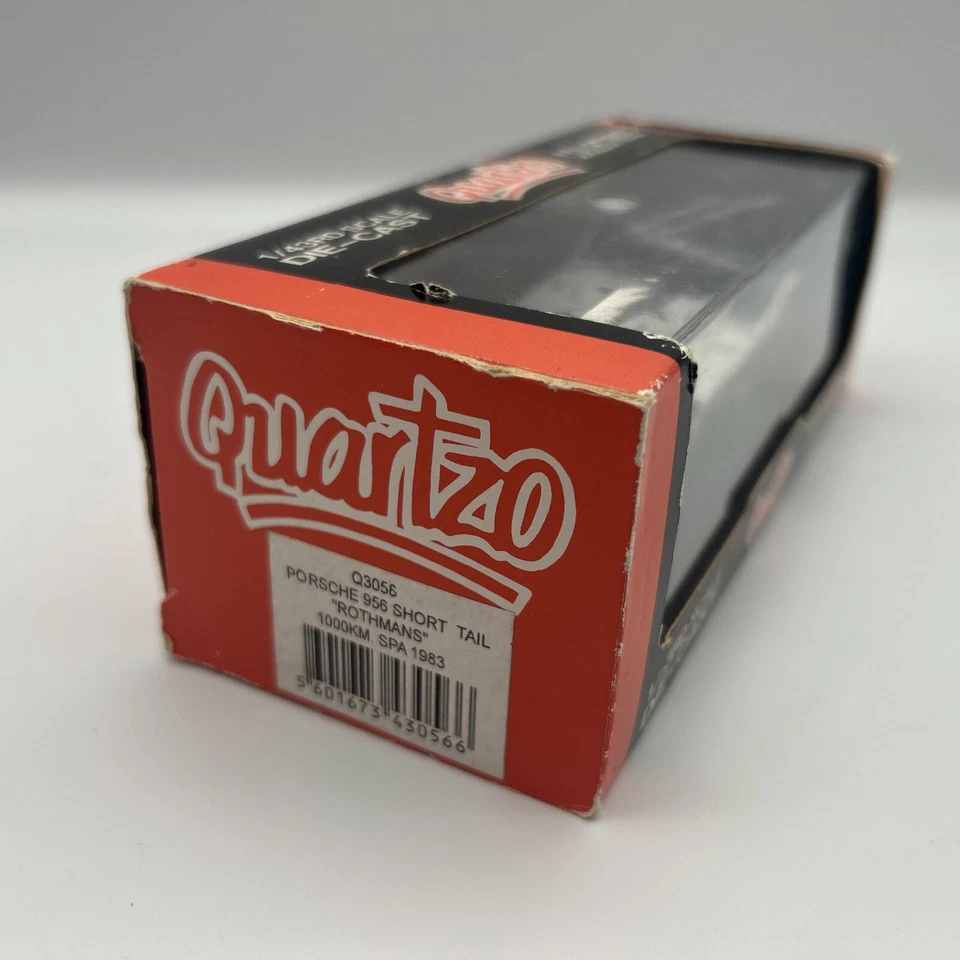 1/43RD SCALE
DIE-CAST
Quartzo
Quartzo
Q3056
PORSCHE 956 SHORT TAIL
"ROTHMANS"
1000KM. SPA 1983
5 601673 430566